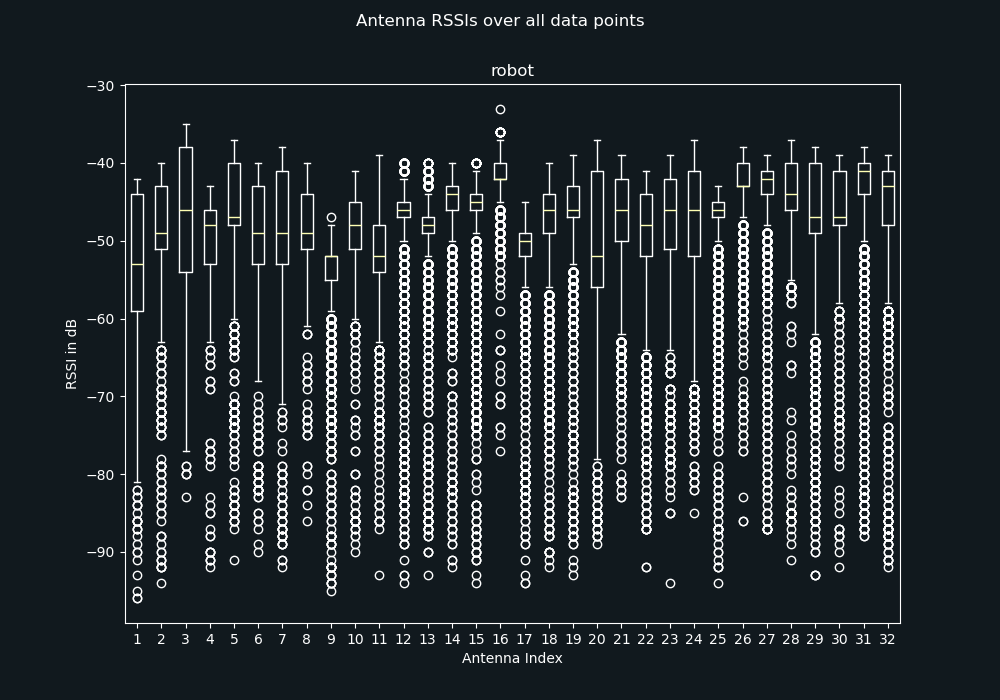 Antenna RSSIs over all data points
robot
RSSI in dB
−30
−40
−50
−60
−70
−80
−90
1 2 3 4 5 6 7 8 9 10 11 12 13 14 15 16 17 18 19 20 21 22 23 24 25 26 27 28 29 30 31 32
Antenna Index